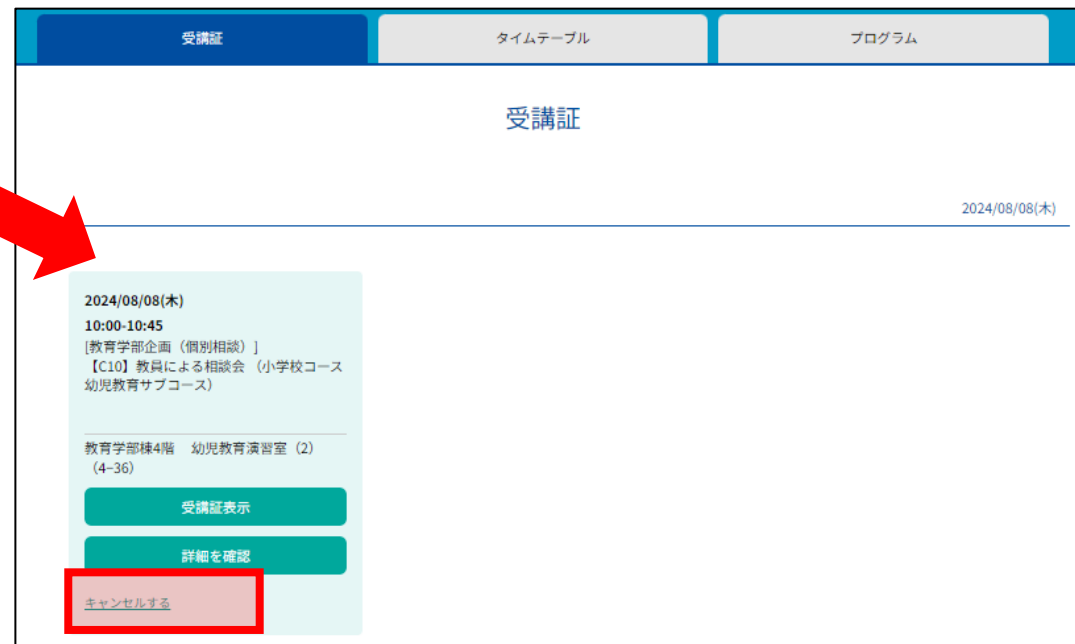 受講証
タイムテーブル
プログラム
受講証
2024/08/08(木)
2024/08/08(木)
10:00-10:45
[教育学部企画（個別相談）]
【C10】教員による相談会 （小学校コース
幼児教育サブコース）
教育学部棟4階　幼児教育演習室（2）
（4−36）
受講証表示
詳細を確認
キャンセルする